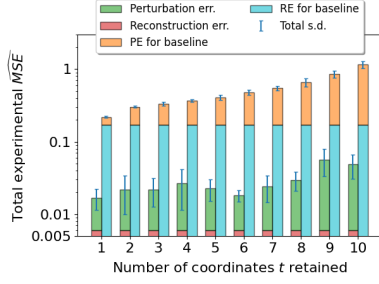 Perturbation err.
Reconstruction err.
PE for baseline
RE for baseline
Total s.d.
Total experimental MSE
1
0.1
0.01
0.005
1 2 3 4 5 6 7 8 9 10
Number of coordinates t retained